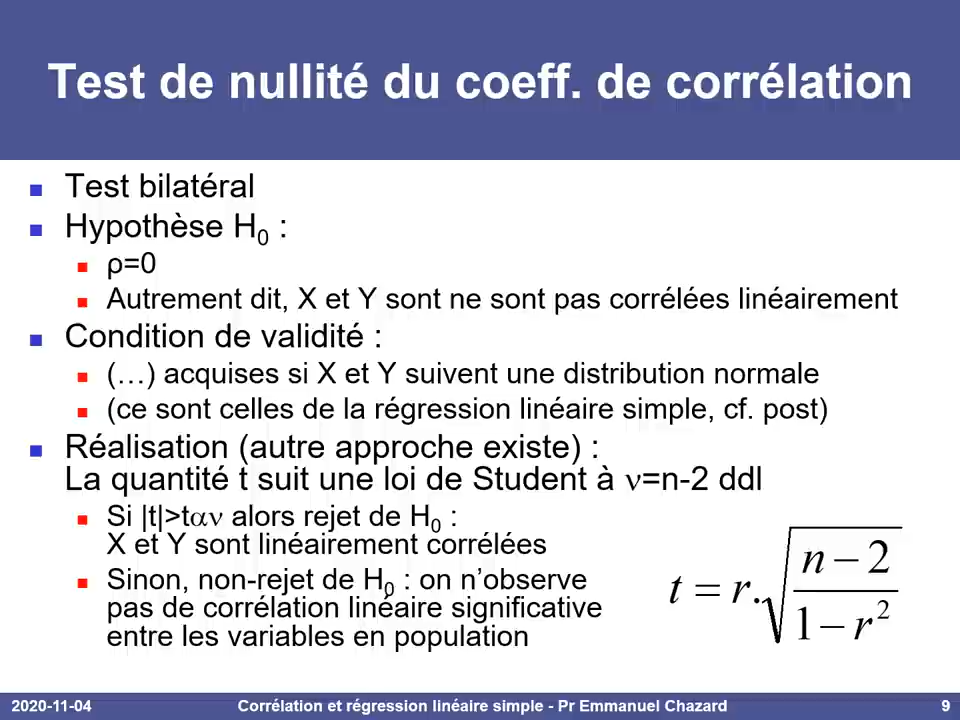 Test de nullité du coeff. de corrélation
Test bilatéral
Hypothèse H₀ :
ρ=0
Autrement dit, X et Y sont ne sont pas corrélées linéairement
Condition de validité :
(…) acquises si X et Y suivent une distribution normale
(ce sont celles de la régression linéaire simple, cf. post)
Réalisation (autre approche existe) :
La quantité t suit une loi de Student à ν=n-2 ddl
Si |t|>tαν alors rejet de H₀ :
X et Y sont linéairement corrélées
Sinon, non-rejet de H₀ : on n’observe
pas de corrélation linéaire significative
entre les variables en population
t = r.√((n − 2)/(1 − r²))
2020-11-04 Corrélation et régression linéaire simple - Pr Emmanuel Chazard 9